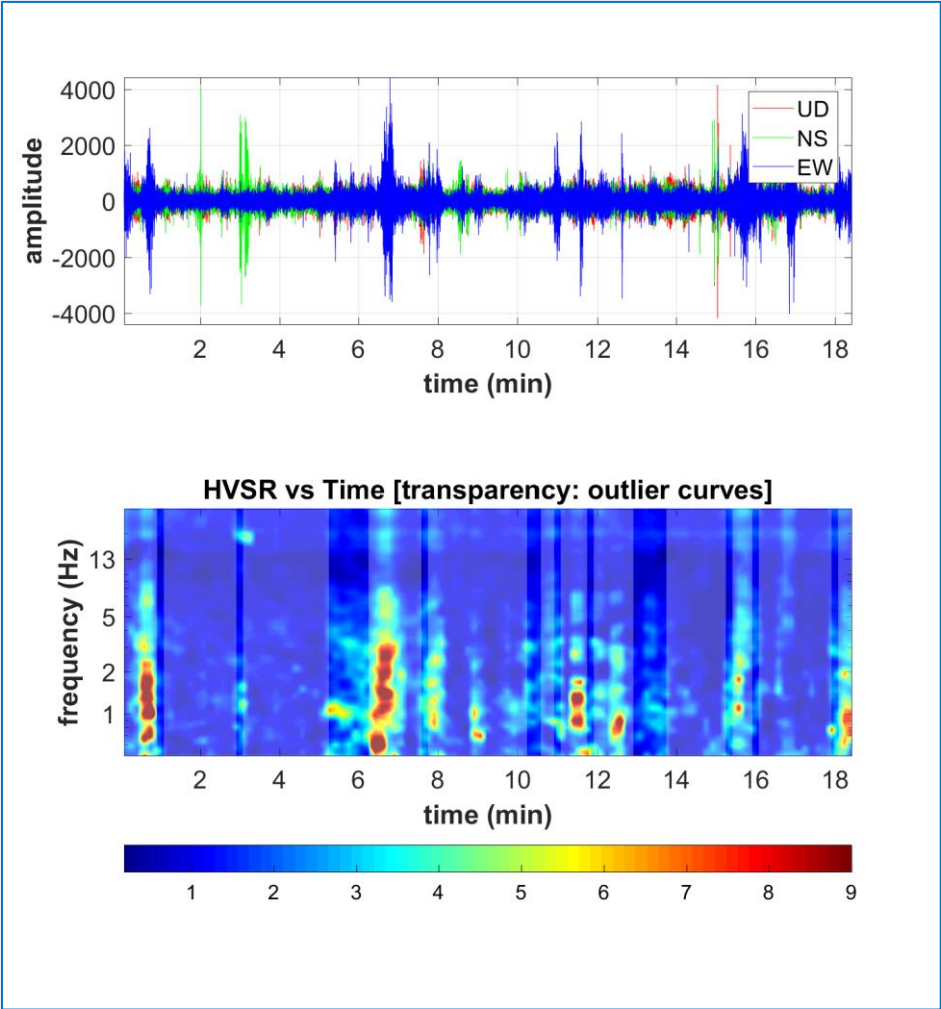 4000
2000
0
-2000
-4000
amplitude
UD
NS
EW
2 4 6 8 10 12 14 16 18
time (min)
HVSR vs Time [transparency: outlier curves]
13
5
2
1
frequency (Hz)
2 4 6 8 10 12 14 16 18
time (min)
1 2 3 4 5 6 7 8 9